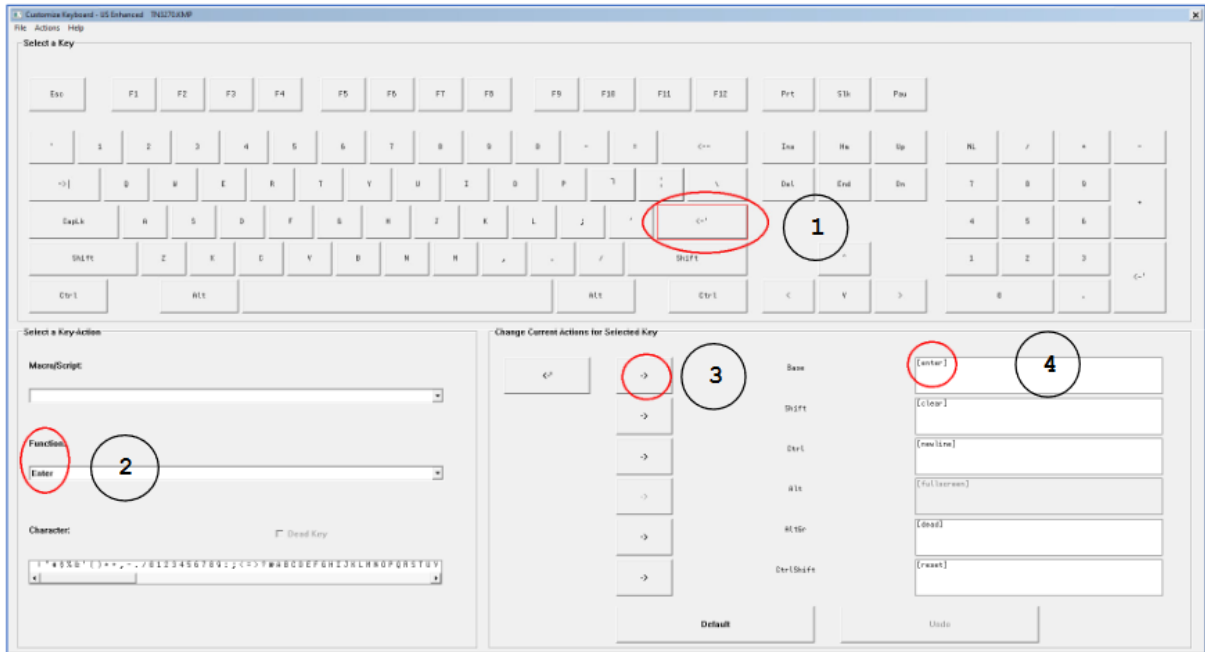 Customize Keyboard - US Enhanced TN3270.KMP
File Actions Help
Select a Key
Esc F1 F2 F3 F4 F5 F6 F7 F8 F9 F10 F11 F12 Prt Slk Pau
` 1 2 3 4 5 6 7 8 9 0 - = <-- Ins Hm Up NL / * -
->| Q W E R T Y U I O P \ Del End Dn 7 8 9 +
CapLk A S D F G H J K L ; ' <-' 1 4 5 6
Shift Z X C V B N M , . / Shift ^ 1 2 3 <-'
Ctrl Alt Alt Ctrl < V > 0 .
Select a Key-Action
Change Current Actions for Selected Key
Macro/Script:
<-' -> 3 Base [enter] 4
-> Shift [clear]
Function:
Enter 2
-> Ctrl [newline]
-> Alt [fullscreen]
Character: Dead Key
-> AltGr [dead]
!"#$%&'()*+,-./0123456789:;<=>?@ABCDEFGHIJKLMNOPQRSTUV
-> CtrlShift [reset]
Default Undo